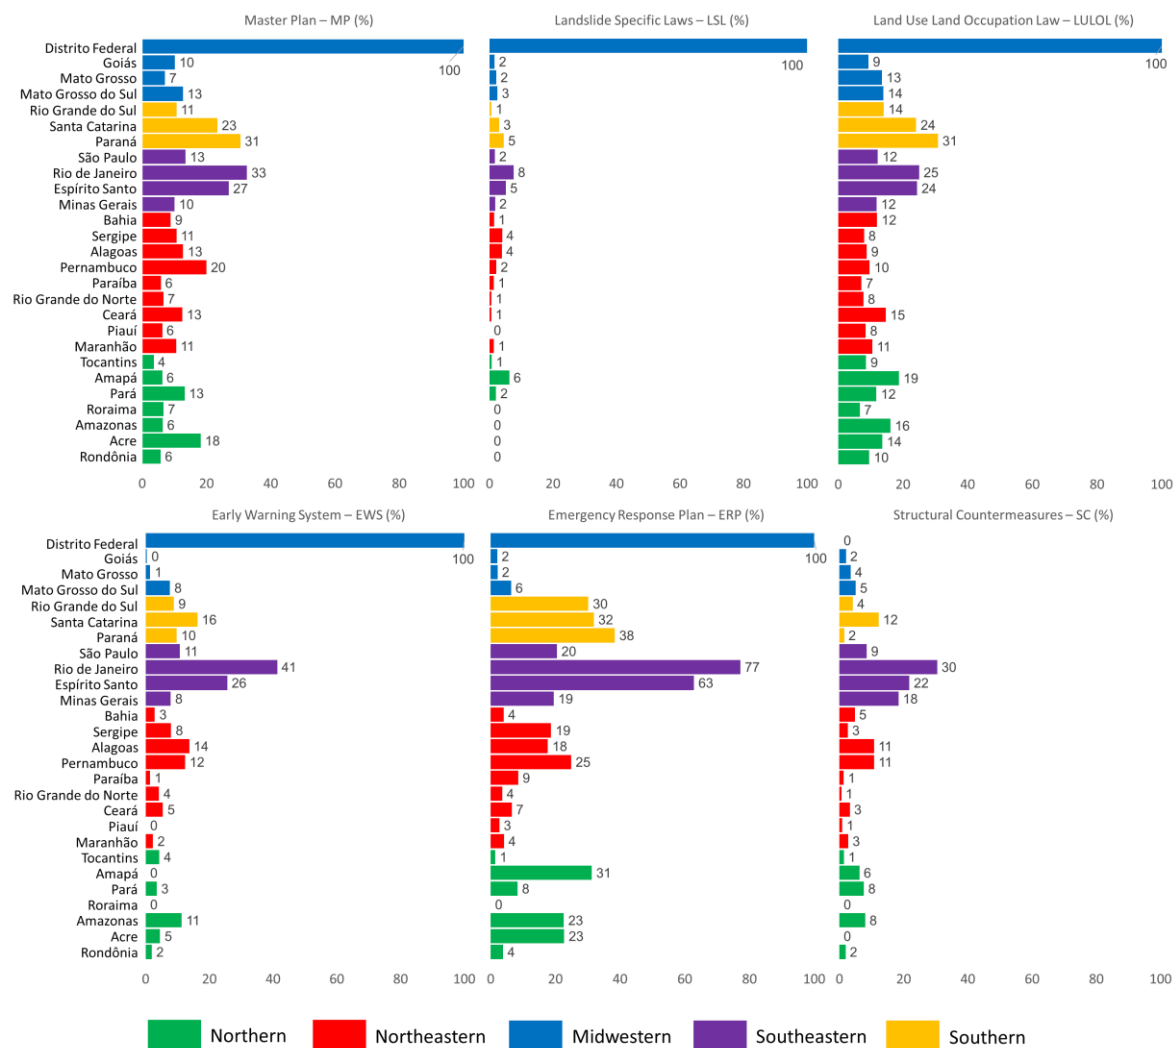 Master Plan – MP (%) Landslide Specific Laws – LSL (%) Land Use Land Occupation Law – LULOL (%)
Distrito Federal 100 100 100
Goiás 10 2 9
Mato Grosso 7 2 13
Mato Grosso do Sul 13 3 14
Rio Grande do Sul 11 1 14
Santa Catarina 23 3 24
Paraná 31 5 31
São Paulo 13 2 12
Rio de Janeiro 33 8 25
Espírito Santo 27 5 24
Minas Gerais 10 2 12
Bahia 9 1 12
Sergipe 11 4 8
Alagoas 13 4 9
Pernambuco 20 2 10
Paraíba 6 1 7
Rio Grande do Norte 7 1 8
Ceará 13 1 15
Piauí 6 0 8
Maranhão 11 1 11
Tocantins 4 1 9
Amapá 6 6 19
Pará 13 2 12
Roraima 7 0 7
Amazonas 6 0 16
Acre 18 0 14
Rondônia 6 0 10
0 20 40 60 80 100 0 20 40 60 80 100 0 20 40 60 80 100
Early Warning System – EWS (%) Emergency Response Plan – ERP (%) Structural Countermeasures – SC (%)
Distrito Federal 100 100 0
Goiás 0 2 2
Mato Grosso 1 2 4
Mato Grosso do Sul 8 6 5
Rio Grande do Sul 9 30 4
Santa Catarina 16 32 12
Paraná 10 38 2
São Paulo 11 20 9
Rio de Janeiro 41 77 30
Espírito Santo 26 63 22
Minas Gerais 8 19 18
Bahia 3 4 5
Sergipe 8 19 3
Alagoas 14 18 11
Pernambuco 12 25 11
Paraíba 1 9 1
Rio Grande do Norte 4 4 1
Ceará 5 7 3
Piauí 0 3 1
Maranhão 2 4 3
Tocantins 4 1 1
Amapá 0 31 6
Pará 3 8 8
Roraima 0 0 0
Amazonas 11 23 8
Acre 5 23 0
Rondônia 2 4 2
0 20 40 60 80 100 0 20 40 60 80 100 0 20 40 60 80 100
Northern Northeastern Midwestern Southeastern Southern